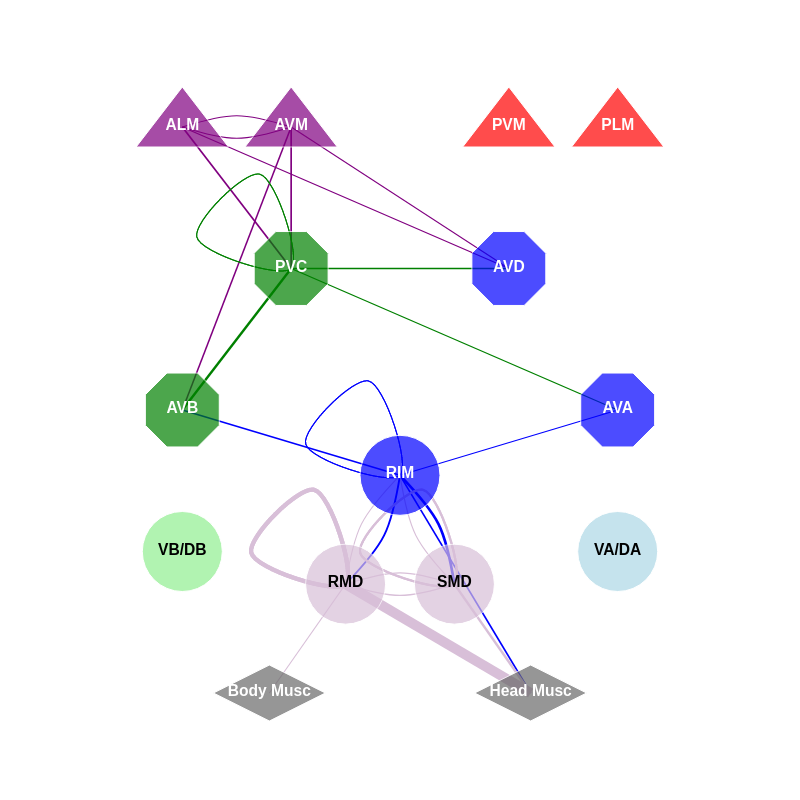 ALM
AVM
PVM
PLM
PVC
AVD
AVB
AVA
RIM
VB/DB
VA/DA
RMD
SMD
Body Musc
Head Musc